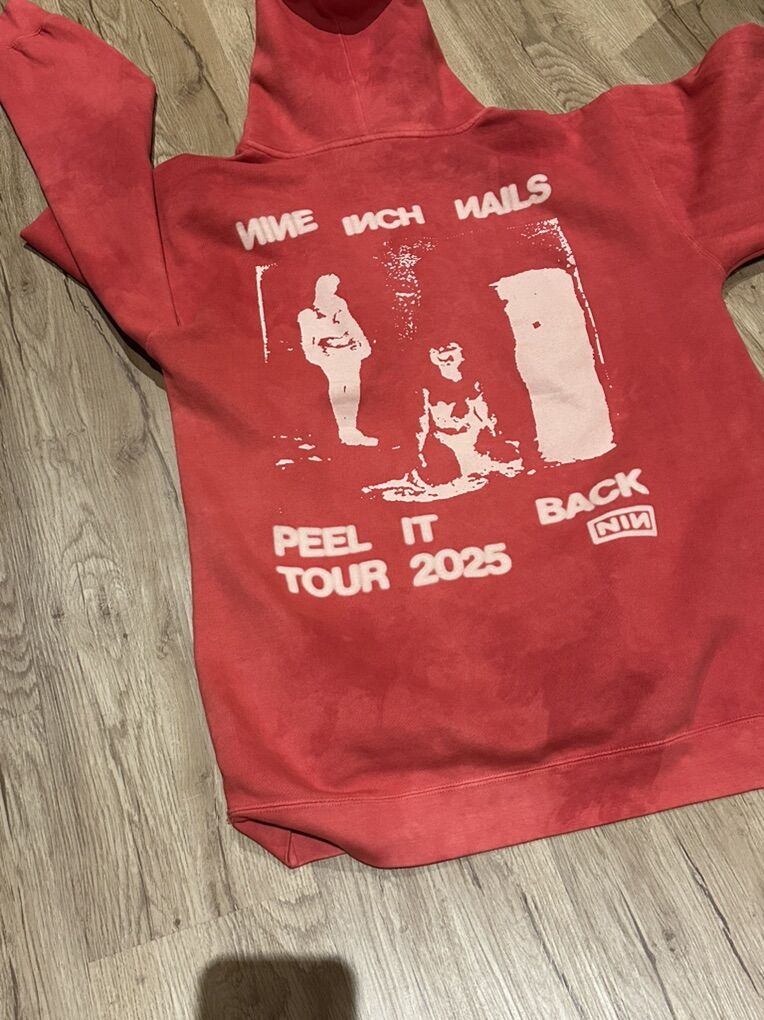 NINE INCH NAILS
PEEL IT BACK
TOUR 2025
NIN